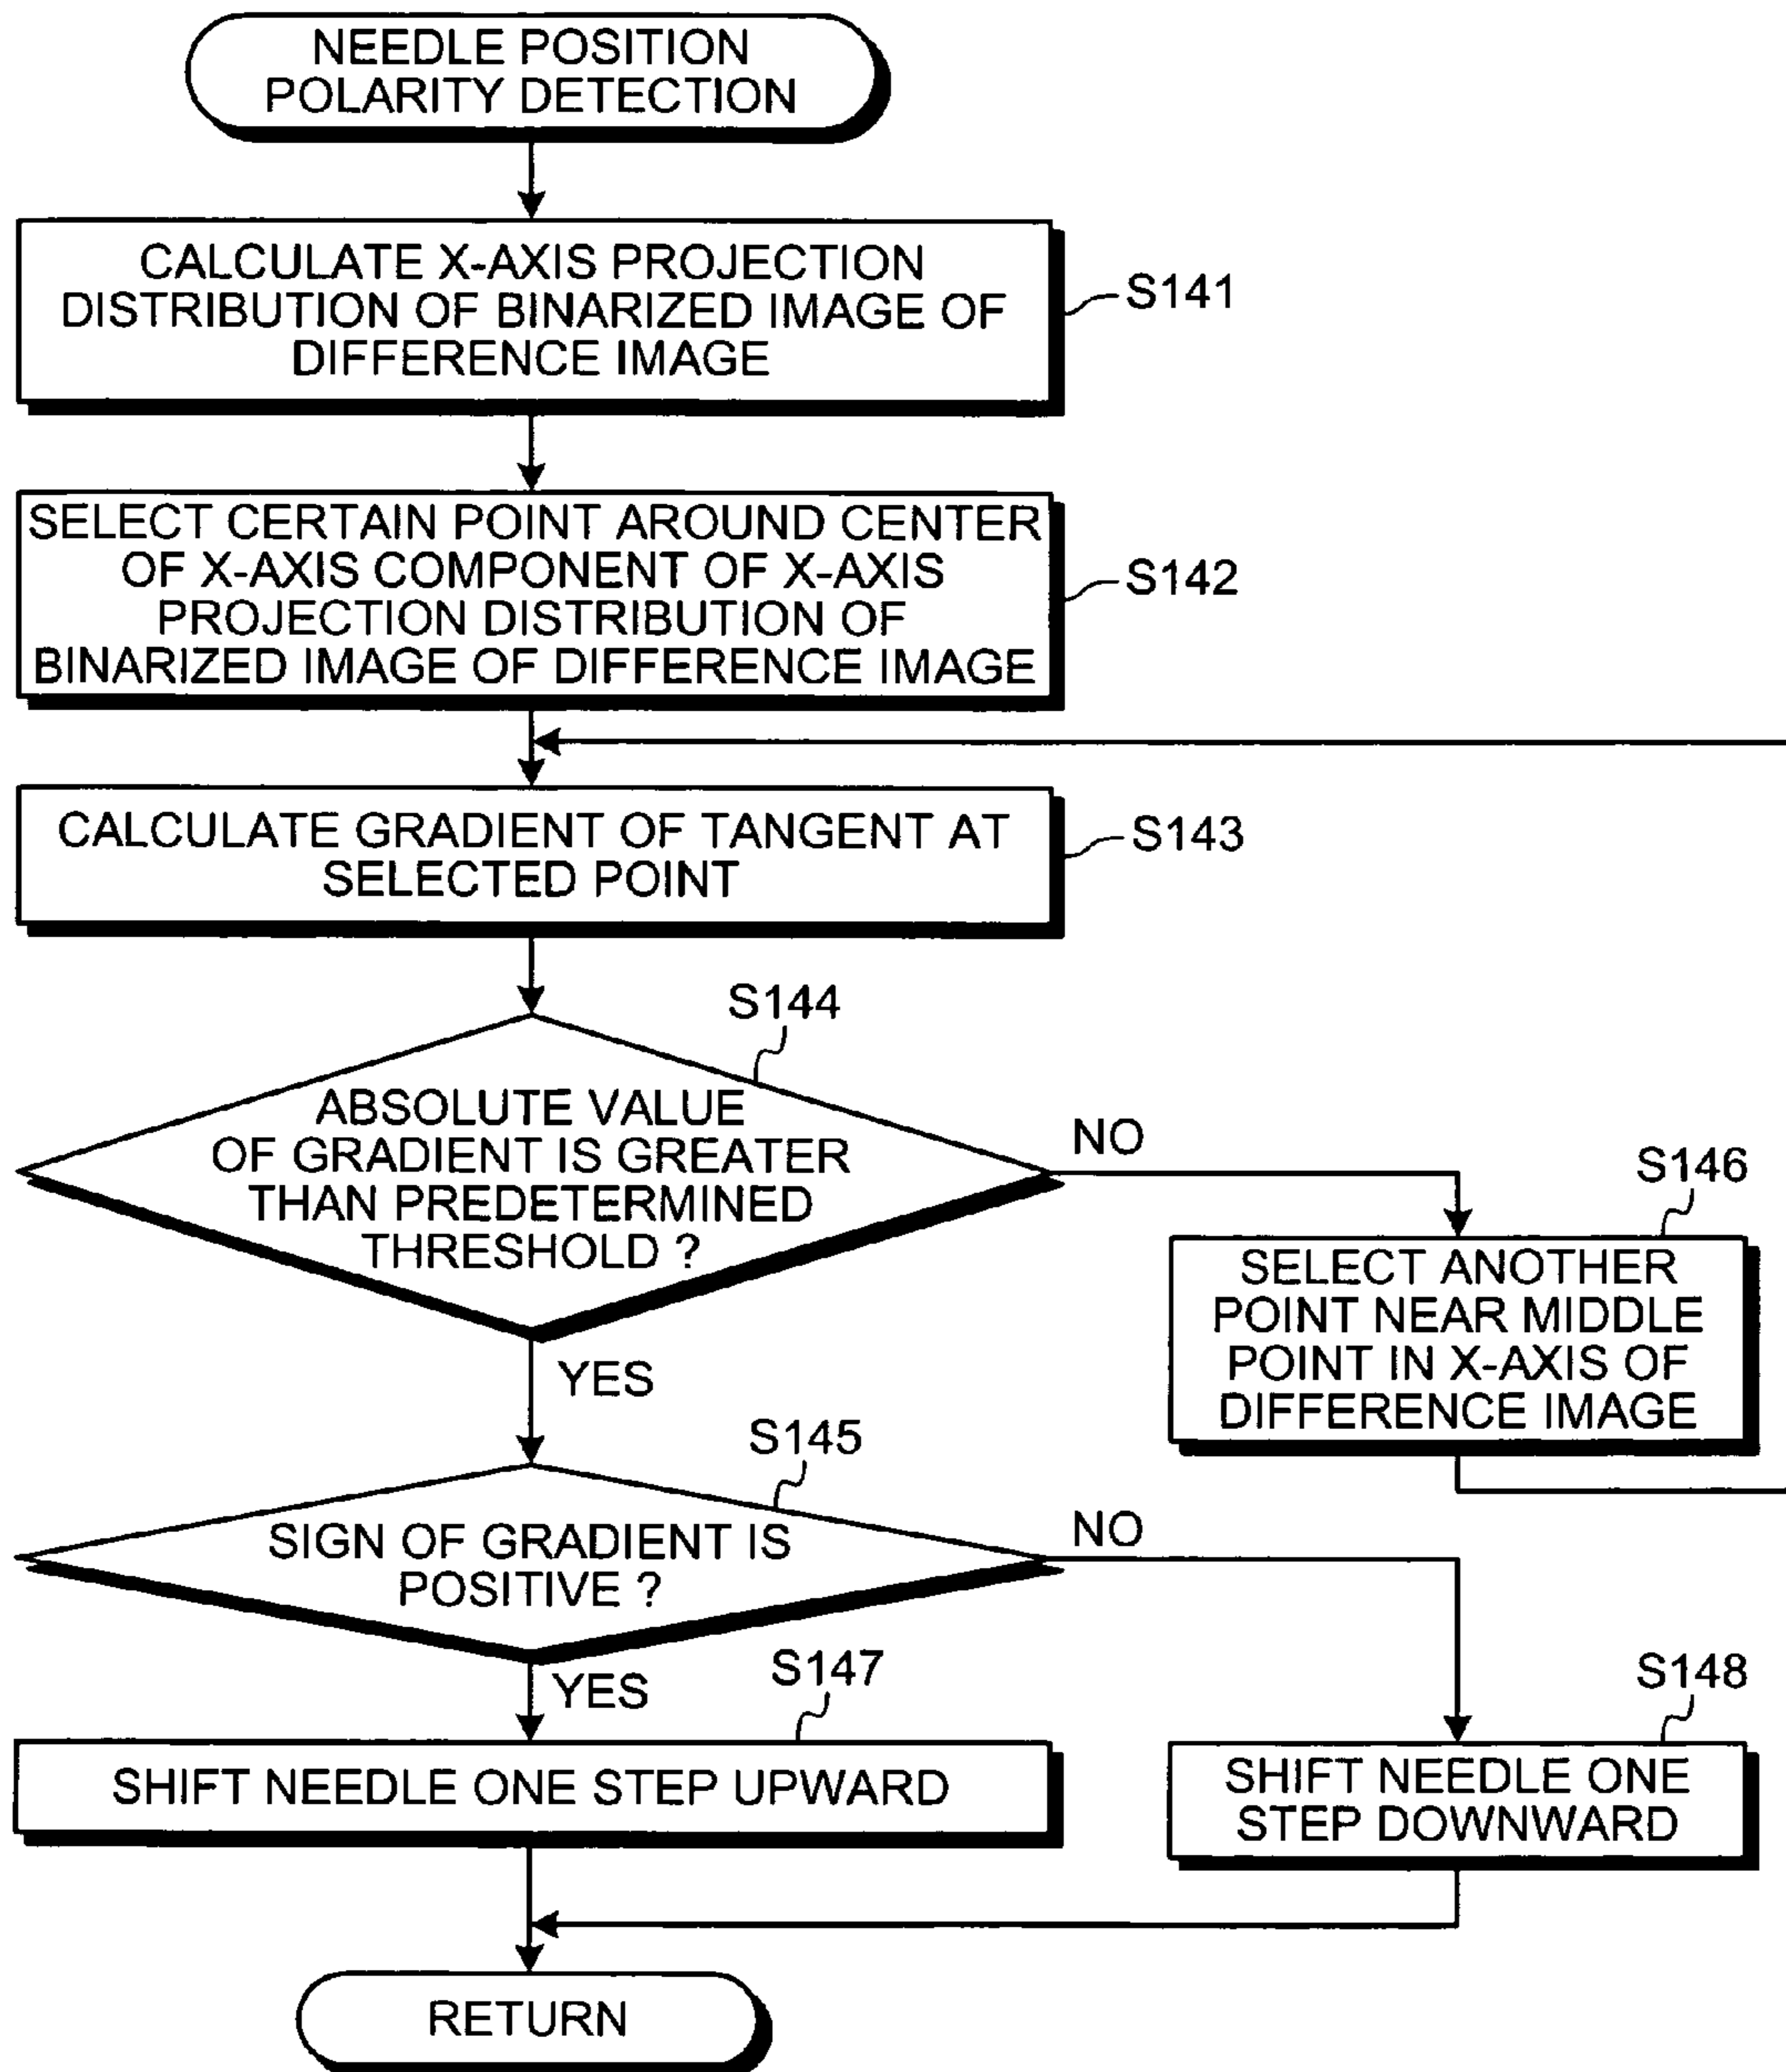 NEEDLE POSITION
POLARITY DETECTION
CALCULATE X-AXIS PROJECTION
DISTRIBUTION OF BINARIZED IMAGE OF
DIFFERENCE IMAGE
S141
SELECT CERTAIN POINT AROUND CENTER
OF X-AXIS COMPONENT OF X-AXIS
PROJECTION DISTRIBUTION OF
BINARIZED IMAGE OF DIFFERENCE IMAGE
S142
CALCULATE GRADIENT OF TANGENT AT
SELECTED POINT
S143
S144
ABSOLUTE VALUE
OF GRADIENT IS GREATER
THAN PREDETERMINED
THRESHOLD ?
NO
YES
S146
SELECT ANOTHER
POINT NEAR MIDDLE
POINT IN X-AXIS OF
DIFFERENCE IMAGE
S145
SIGN OF GRADIENT IS
POSITIVE ?
NO
YES
S147
SHIFT NEEDLE ONE STEP UPWARD
S148
SHIFT NEEDLE ONE
STEP DOWNWARD
RETURN